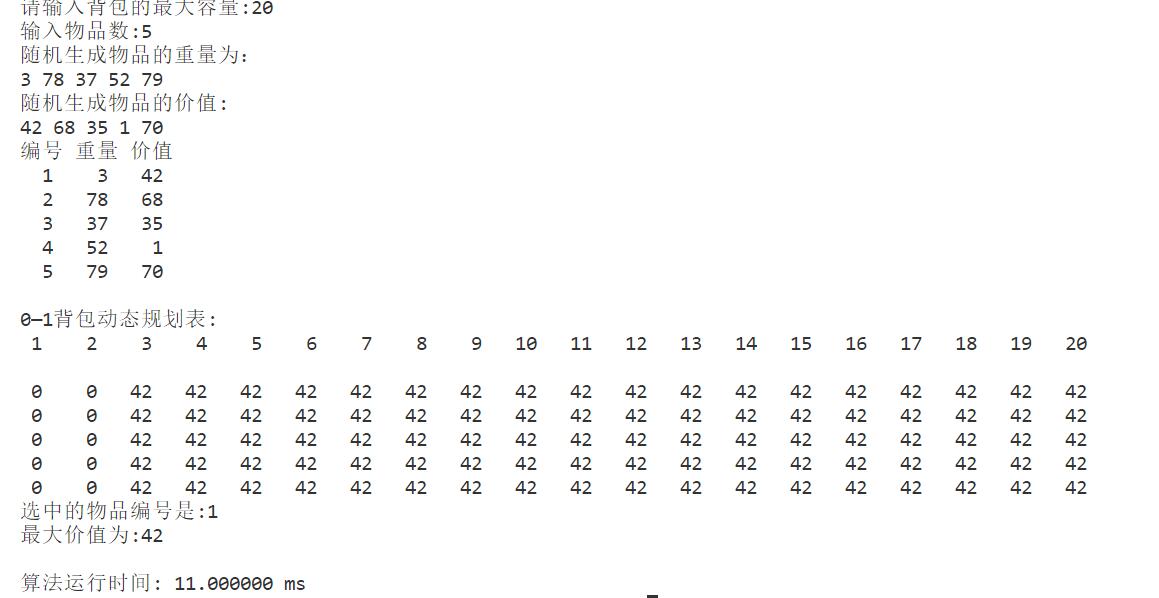 请输入背包的最大容量:20
输入物品数:5
随机生成物品的重量为:
3 78 37 52 79
随机生成物品的价值:
42 68 35 1 70
编号 重量 价值
1 3 42
2 78 68
3 37 35
4 52 1
5 79 70
0—1背包动态规划表:
1 2 3 4 5 6 7 8 9 10 11 12 13 14 15 16 17 18 19 20
0 0 42 42 42 42 42 42 42 42 42 42 42 42 42 42 42 42 42 42
0 0 42 42 42 42 42 42 42 42 42 42 42 42 42 42 42 42 42 42
0 0 42 42 42 42 42 42 42 42 42 42 42 42 42 42 42 42 42 42
0 0 42 42 42 42 42 42 42 42 42 42 42 42 42 42 42 42 42 42
0 0 42 42 42 42 42 42 42 42 42 42 42 42 42 42 42 42 42 42
选中的物品编号是:1
最大价值为:42
算法运行时间: 11.000000 ms